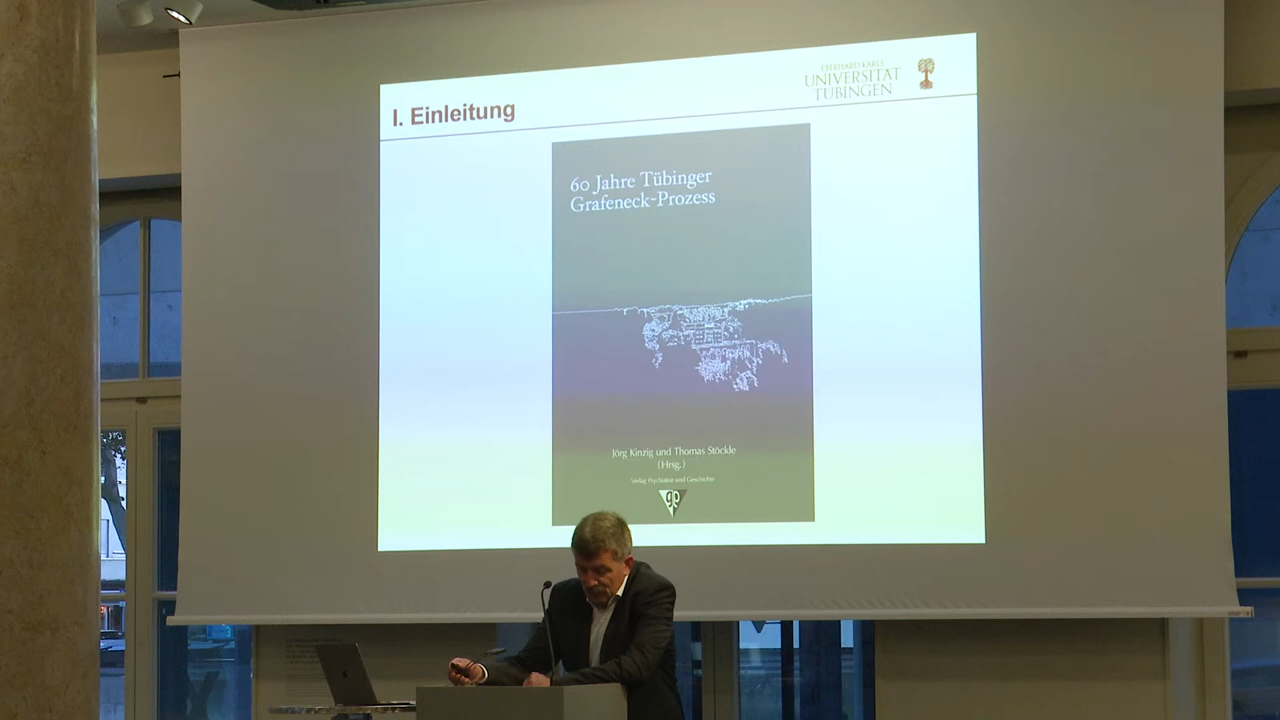 I. Einleitung
EBERHARD KARLS
UNIVERSITÄT
TÜBINGEN
60 Jahre Tübinger
Grafeneck-Prozess
Jörg Kinzig und Thomas Stöckle
(Hrsg.)
Verlag Psychiatrie und Geschichte